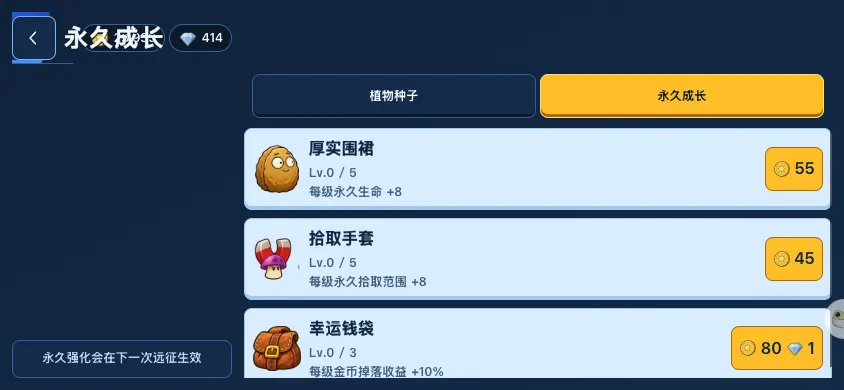 永久成长
414
植物种子
永久成长
厚实围裙
Lv.0 / 5
每级永久生命 +8
55
拾取手套
Lv.0 / 5
每级永久拾取范围 +8
45
幸运钱袋
Lv.0 / 3
每级金币掉落收益 +10%
80 1
永久强化会在下一次远征生效